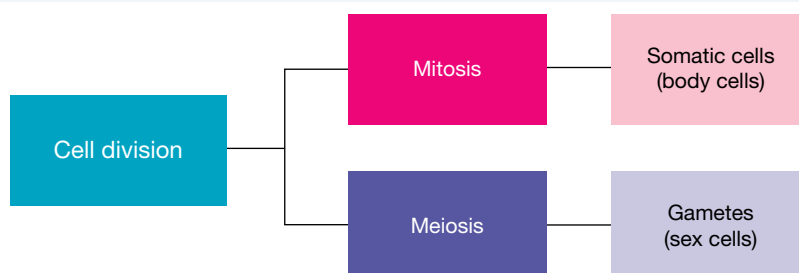 Cell division
Mitosis
Somatic cells
(body cells)
Meiosis
Gametes
(sex cells)